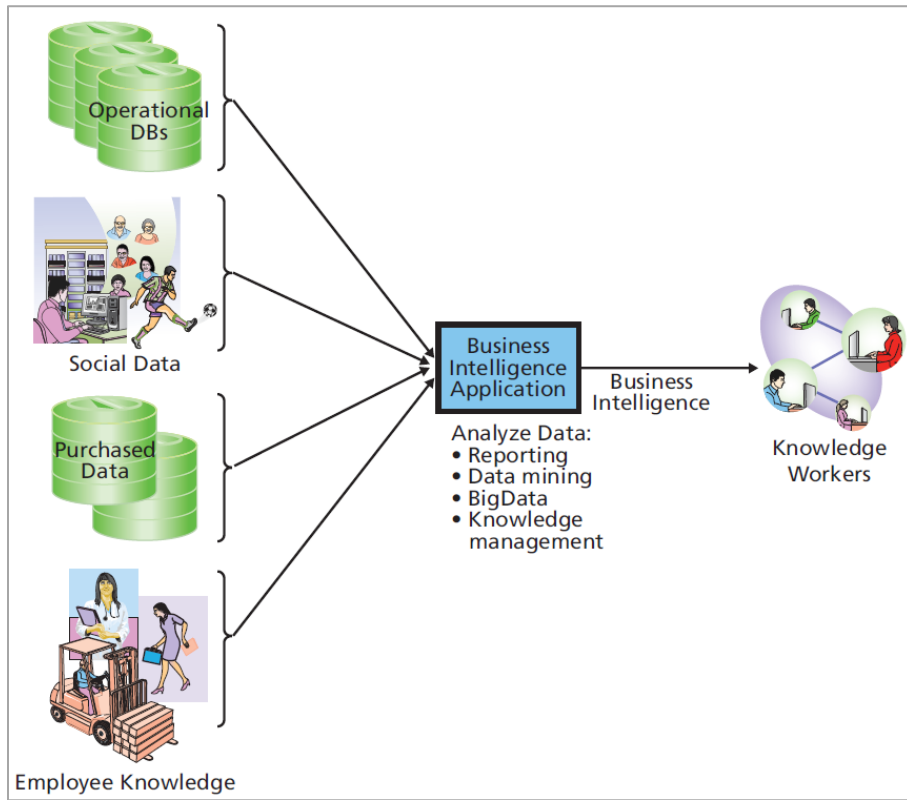 Operational
DBs
Social Data
Purchased
Data
Employee Knowledge
Business
Intelligence
Application
Analyze Data:
• Reporting
• Data mining
• BigData
• Knowledge
management
Business
Intelligence
Knowledge
Workers